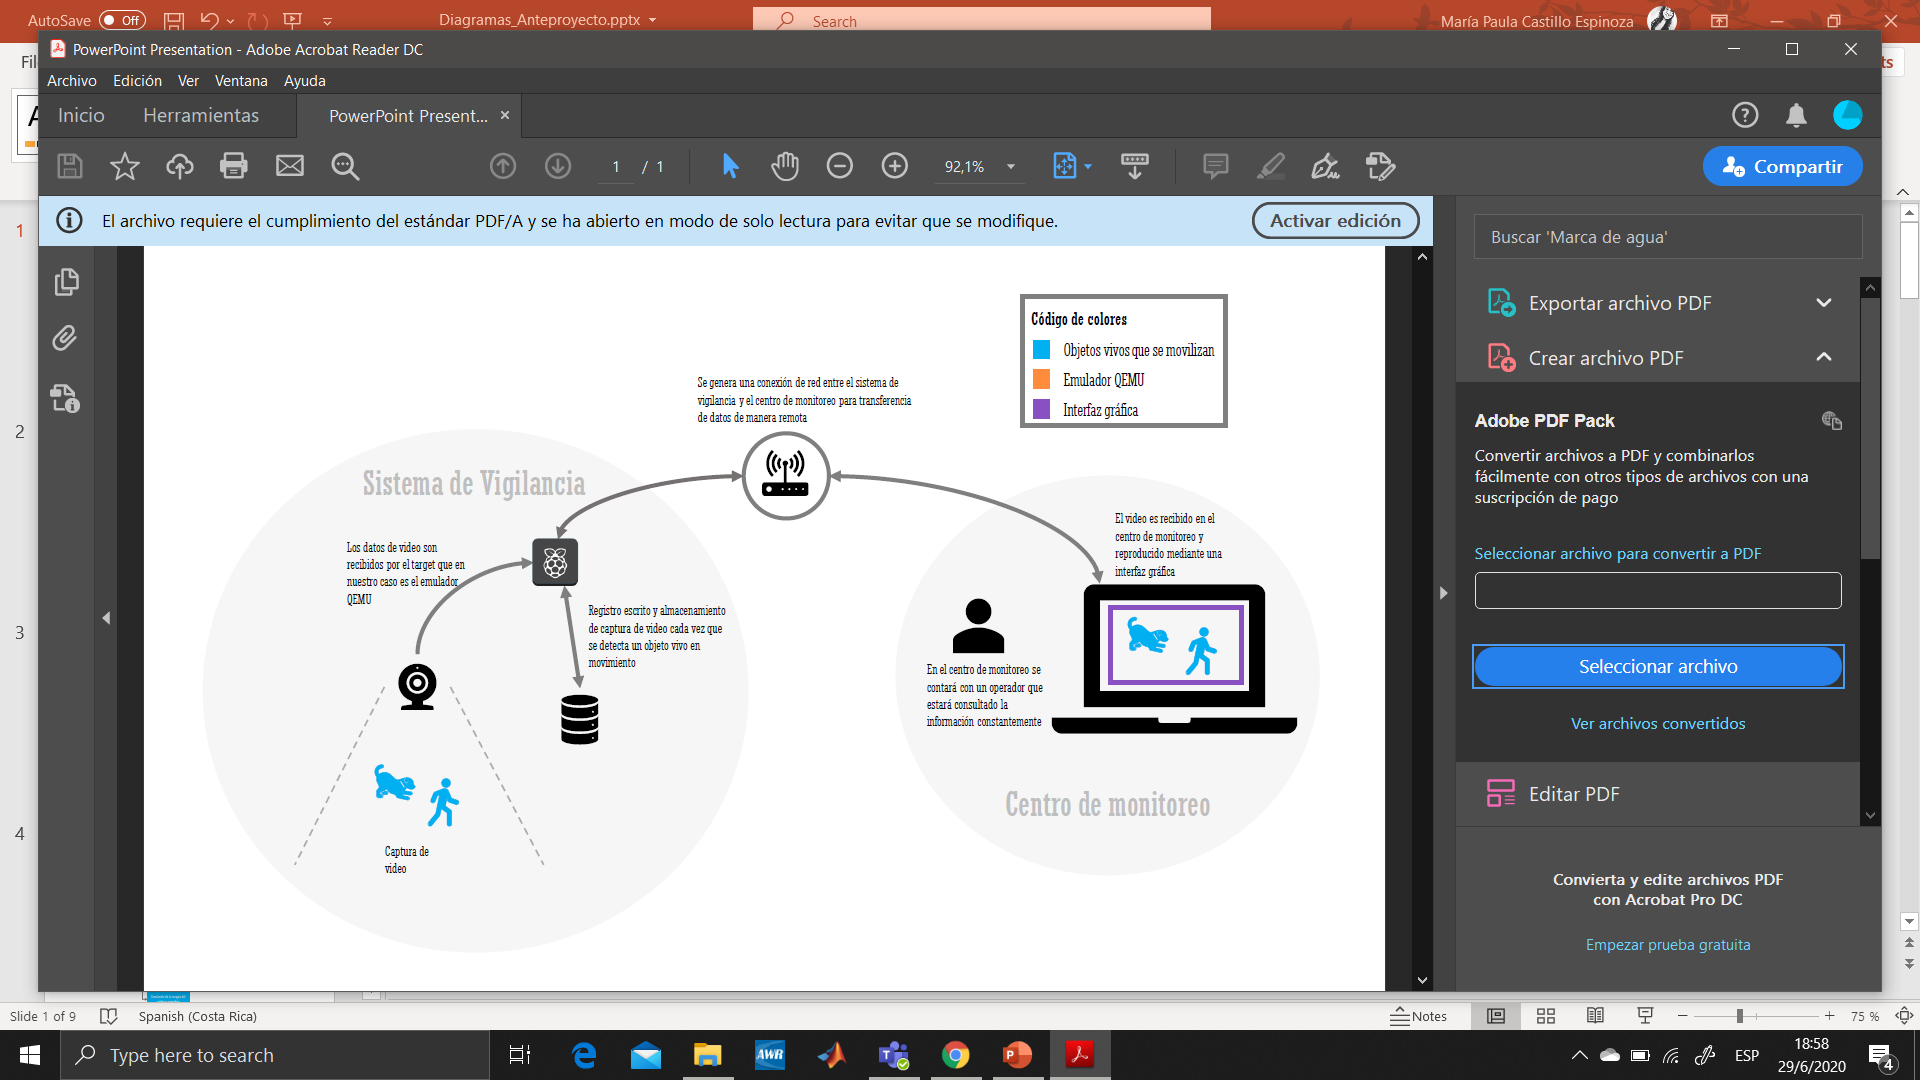 AutoSave Off
Diagramas_Anteproyecto.pptx
Search
María Paula Castillo Espinoza
PowerPoint Presentation - Adobe Acrobat Reader DC
Archivo Edición Ver Ventana Ayuda
Inicio Herramientas PowerPoint Present... ×
1 / 1
92,1%
Compartir
El archivo requiere el cumplimiento del estándar PDF/A y se ha abierto en modo de solo lectura para evitar que se modifique.
Activar edición
1
2
3
4
Código de colores
Objetos vivos que se movilizan
Emulador QEMU
Interfaz gráfica
Se genera una conexión de red entre el sistema de
vigilancia y el centro de monitoreo para transferencia
de datos de manera remota
Sistema de Vigilancia
Los datos de video son
recibidos por el target que en
nuestro caso es el emulador
QEMU
Registro escrito y almacenamiento
de captura de video cada vez que
se detecta un objeto vivo en
movimiento
Captura de
video
El video es recibido en el
centro de monitoreo y
reproducido mediante una
interfaz gráfica
En el centro de monitoreo se
contará con un operador que
estará consultado la
información constantemente
Centro de monitoreo
Buscar 'Marca de agua'
Exportar archivo PDF
Crear archivo PDF
Adobe PDF Pack
Convertir archivos a PDF y combinarlos
fácilmente con otros tipos de archivos con una
suscripción de pago
Seleccionar archivo para convertir a PDF
Seleccionar archivo
Ver archivos convertidos
Editar PDF
Convierta y edite archivos PDF
con Acrobat Pro DC
Empezar prueba gratuita
Slide 1 of 9
Spanish (Costa Rica)
Notes
75 %
Type here to search
AWR
ESP
18:58
29/6/2020
4